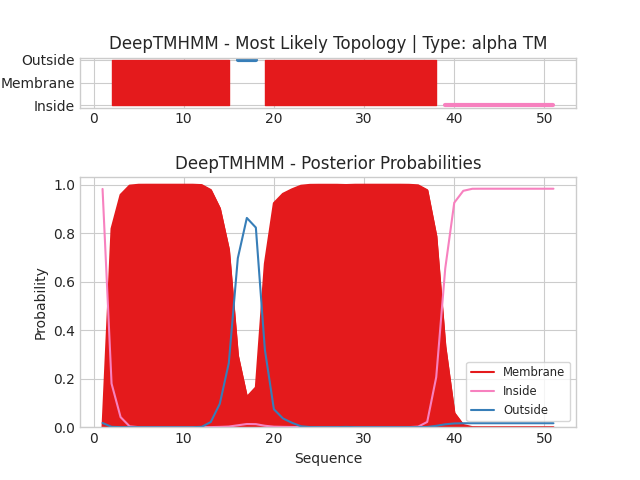 DeepTMHMM - Most Likely Topology | Type: alpha TM
Outside
Membrane
Inside
0 10 20 30 40 50
DeepTMHMM - Posterior Probabilities
1.0
0.8
0.6
0.4
0.2
0.0
Probability
Membrane
Inside
Outside
0 10 20 30 40 50
Sequence